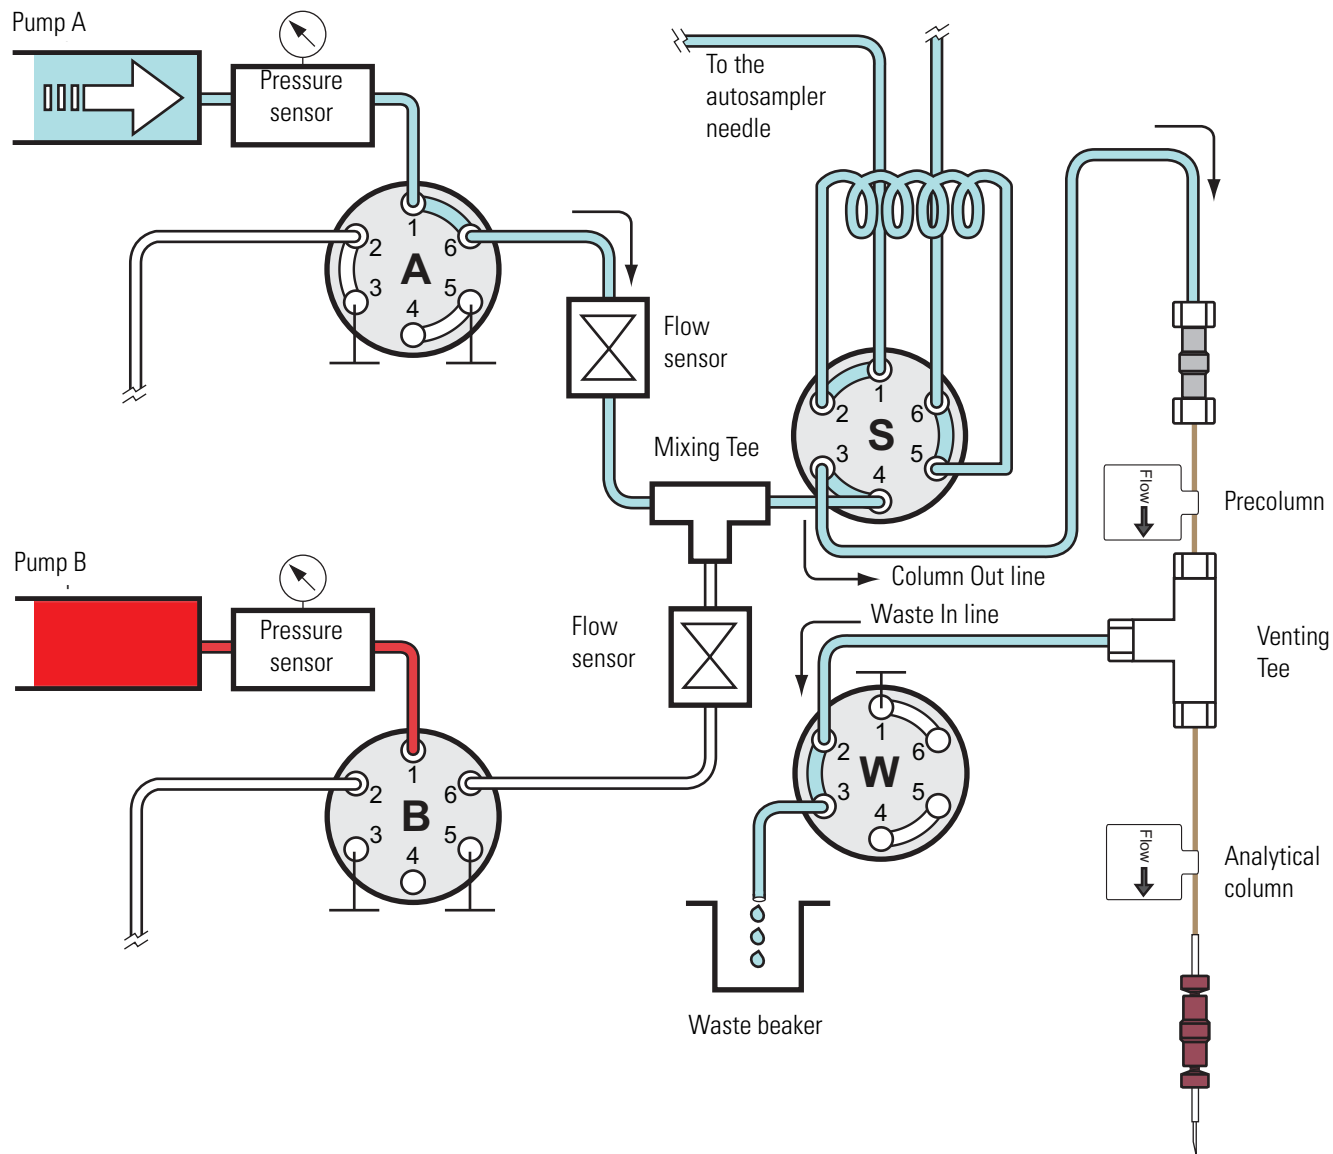 Pump A
Pressure
sensor
To the
autosampler
needle
1
2
6
A
3
5
4
Flow
sensor
1
2
6
S
3
5
4
Mixing Tee
Flow
Precolumn
Pump B
Pressure
sensor
Column Out line
Waste In line
Flow
sensor
Venting
Tee
1
2
6
B
3
5
4
1
2
6
W
3
5
4
Flow
Analytical
column
Waste beaker